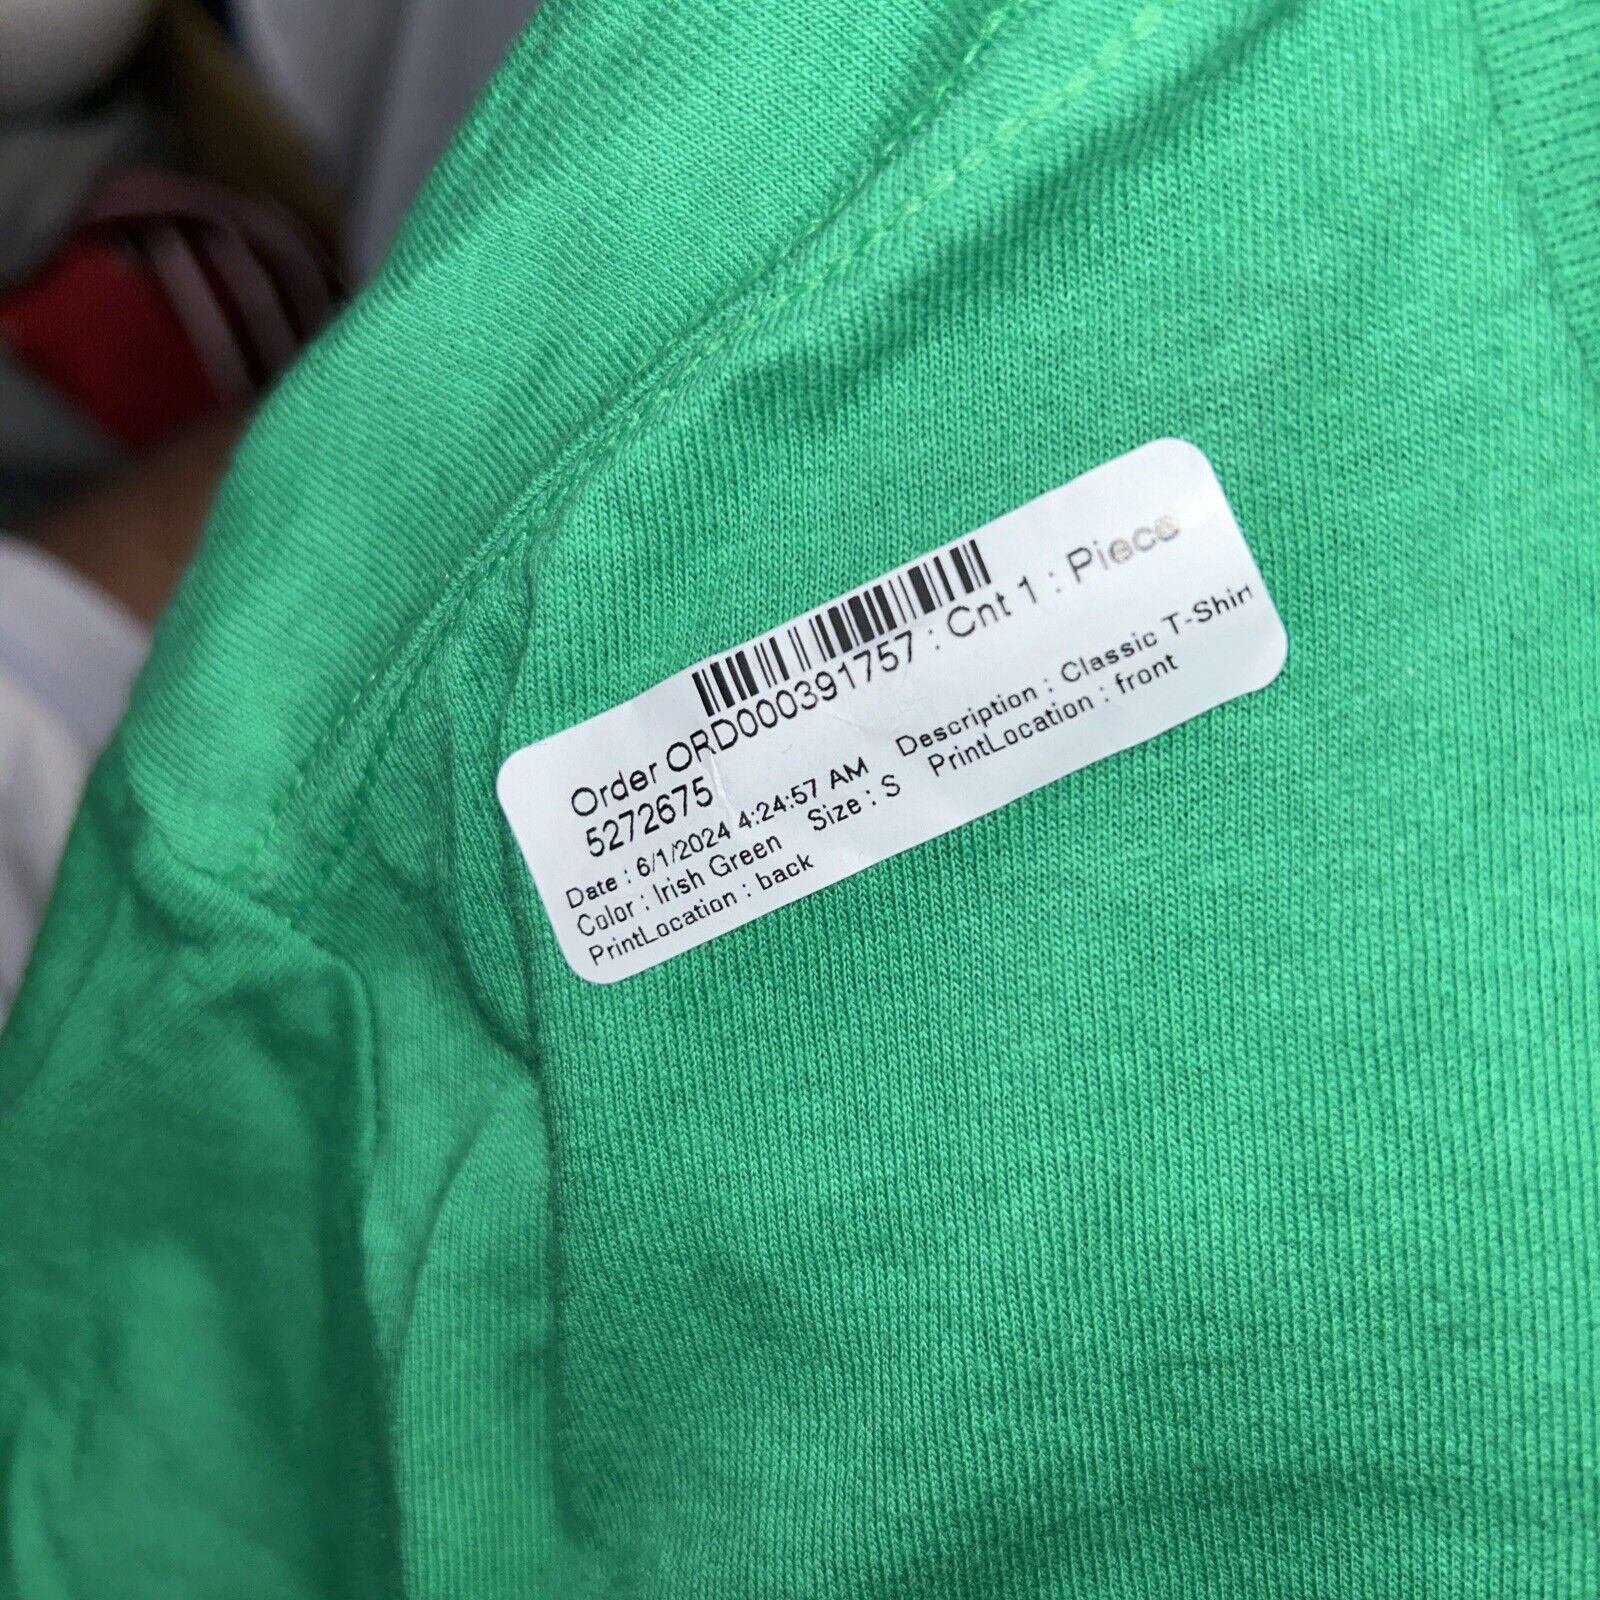 Order ORD000391757 : Cnt 1 : Piece
5272675
Date : 6/1/2024 4:24:57 AM Description : Classic T-Shirt
Color : Irish Green Size : S PrintLocation : front
PrintLocation : back